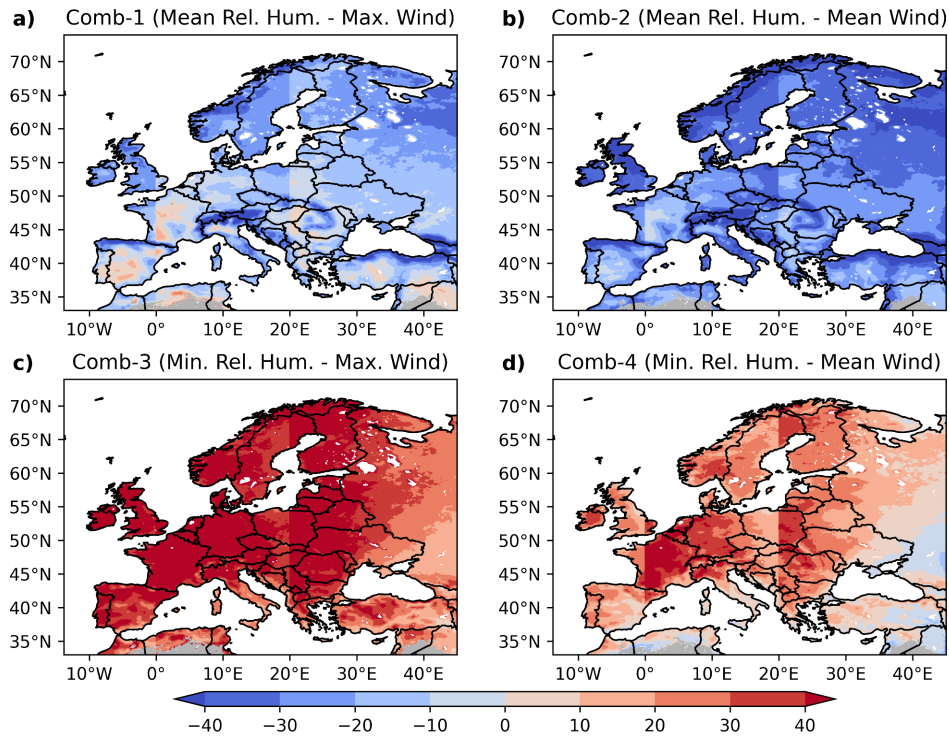 a) Comb-1 (Mean Rel. Hum. - Max. Wind)
b) Comb-2 (Mean Rel. Hum. - Mean Wind)
70°N
65°N
60°N
55°N
50°N
45°N
40°N
35°N
10°W 0° 10°E 20°E 30°E 40°E
70°N
65°N
60°N
55°N
50°N
45°N
40°N
35°N
10°W 0° 10°E 20°E 30°E 40°E
c) Comb-3 (Min. Rel. Hum. - Max. Wind)
d) Comb-4 (Min. Rel. Hum. - Mean Wind)
70°N
65°N
60°N
55°N
50°N
45°N
40°N
35°N
10°W 0° 10°E 20°E 30°E 40°E
70°N
65°N
60°N
55°N
50°N
45°N
40°N
35°N
10°W 0° 10°E 20°E 30°E 40°E
−40 −30 −20 −10 0 10 20 30 40